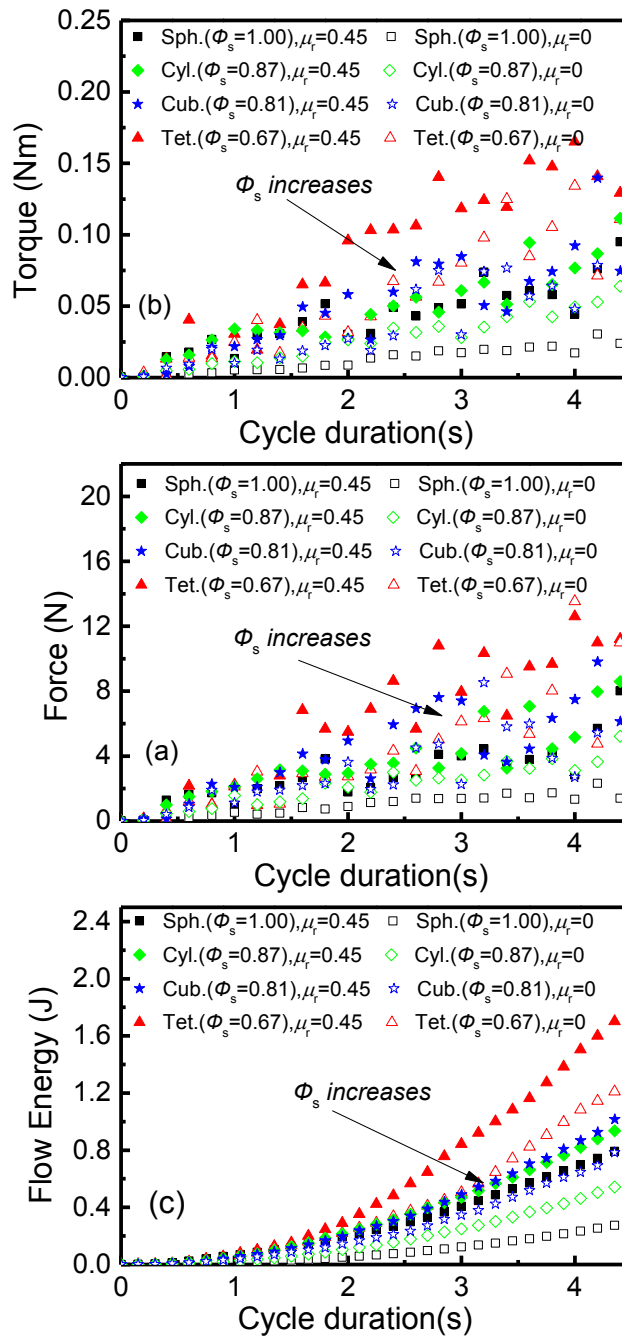 Sph.(Φs=1.00),μr=0.45 Sph.(Φs=1.00),μr=0
Cyl.(Φs=0.87),μr=0.45 Cyl.(Φs=0.87),μr=0
Cub.(Φs=0.81),μr=0.45 Cub.(Φs=0.81),μr=0
Tet.(Φs=0.67),μr=0.45 Tet.(Φs=0.67),μr=0
0.25
0.20
0.15
0.10
0.05
0.00
Torque (Nm)
Φs increases
(b)
0 1 2 3 4
Cycle duration(s)
Sph.(Φs=1.00),μr=0.45 Sph.(Φs=1.00),μr=0
Cyl.(Φs=0.87),μr=0.45 Cyl.(Φs=0.87),μr=0
Cub.(Φs=0.81),μr=0.45 Cub.(Φs=0.81),μr=0
Tet.(Φs=0.67),μr=0.45 Tet.(Φs=0.67),μr=0
20
16
12
8
4
0
Force (N)
Φs increases
(a)
0 1 2 3 4
Cycle duration(s)
Sph.(Φs=1.00),μr=0.45 Sph.(Φs=1.00),μr=0
Cyl.(Φs=0.87),μr=0.45 Cyl.(Φs=0.87),μr=0
Cub.(Φs=0.81),μr=0.45 Cub.(Φs=0.81),μr=0
Tet.(Φs=0.67),μr=0.45 Tet.(Φs=0.67),μr=0
2.4
2.0
1.6
1.2
0.8
0.4
0.0
Flow Energy (J)
Φs increases
(c)
0 1 2 3 4
Cycle duration(s)